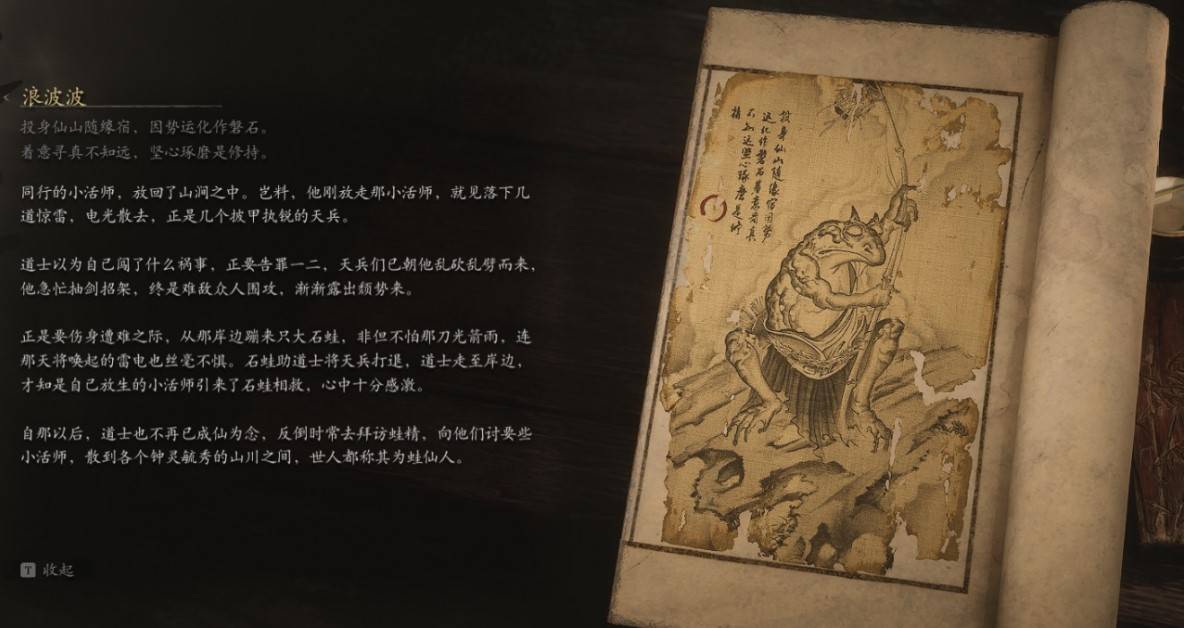 浪波波
投身仙山随缘宿，因势运化作磐石。
着意寻真不知远，坚心琢磨是修持。
同行的小活师，放回了山涧之中。岂料，他刚放走那小活师，就见落下几
道惊雷，电光散去，正是几个披甲执锐的天兵。
道士以为自己闯了什么祸事，正要告罪一二，天兵们已朝他乱砍乱劈而来，
他急忙抽剑招架，终是难敌众人围攻，渐渐露出颓势来。
正是要伤身遭难之际，从那岸边蹦来只大石蛙，非但不怕那刀光箭雨，连
那天将唤起的雷电也丝毫不惧。石蛙助道士将天兵打退，道士走至岸边，
才知是自己放生的小活师引来了石蛙相救，心中十分感激。
自那以后，道士也不再已成仙为念，反倒时常去拜访蛙精，向他们讨要些
小活师，散到各个钟灵毓秀的山川之间，世人都称其为蛙仙人。
T 收起
投身仙山随缘宿因势
运化作磐石着意寻真
不知远坚心琢磨是修
持